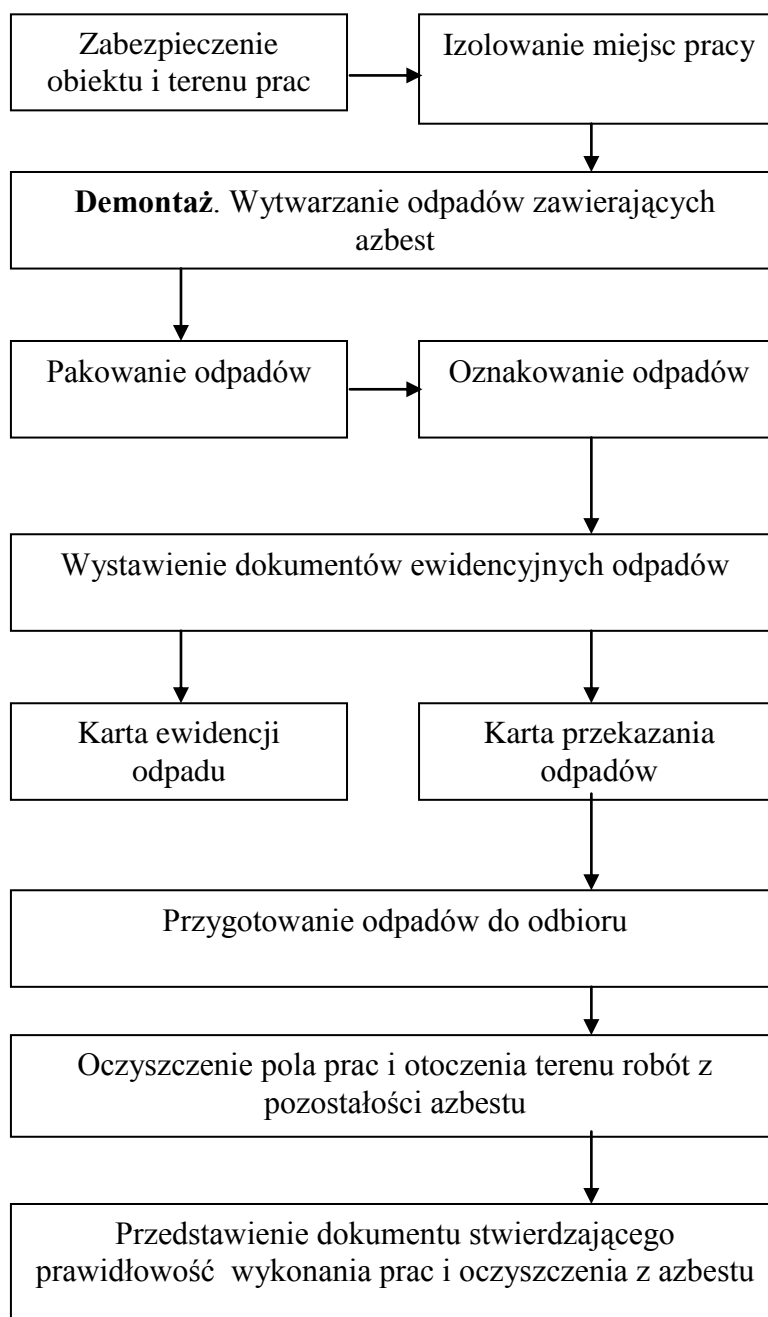 Zabezpieczenie
obiektu i terenu prac
Izolowanie miejsc pracy
Demontaż. Wytwarzanie odpadów zawierających
azbest
Pakowanie odpadów
Oznakowanie odpadów
Wystawienie dokumentów ewidencyjnych odpadów
Karta ewidencji
odpadu
Karta przekazania
odpadów
Przygotowanie odpadów do odbioru
Oczyszczenie pola prac i otoczenia terenu robót z
pozostałości azbestu
Przedstawienie dokumentu stwierdzającego
prawidłowość  wykonania prac i oczyszczenia z azbestu